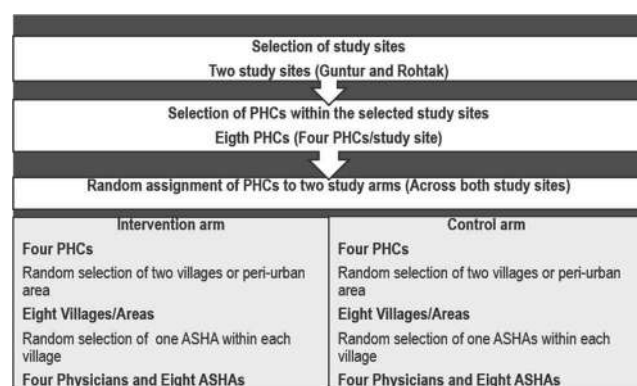 Selection of study sites
Two study sites (Guntur and Rohtak)
Selection of PHCs within the selected study sites
Eigth PHCs (Four PHCs/study site)
Random assignment of PHCs to two study arms (Across both study sites)
Intervention arm
Four PHCs
Random selection of two villages or peri-urban
area
Eight Villages/Areas
Random selection of one ASHA within each
village
Four Physicians and Eight ASHAs
Control arm
Four PHCs
Random selection of two villages or peri-urban
area
Eight Villages/Areas
Random selection of one ASHAs within each
village
Four Physicians and Eight ASHAs